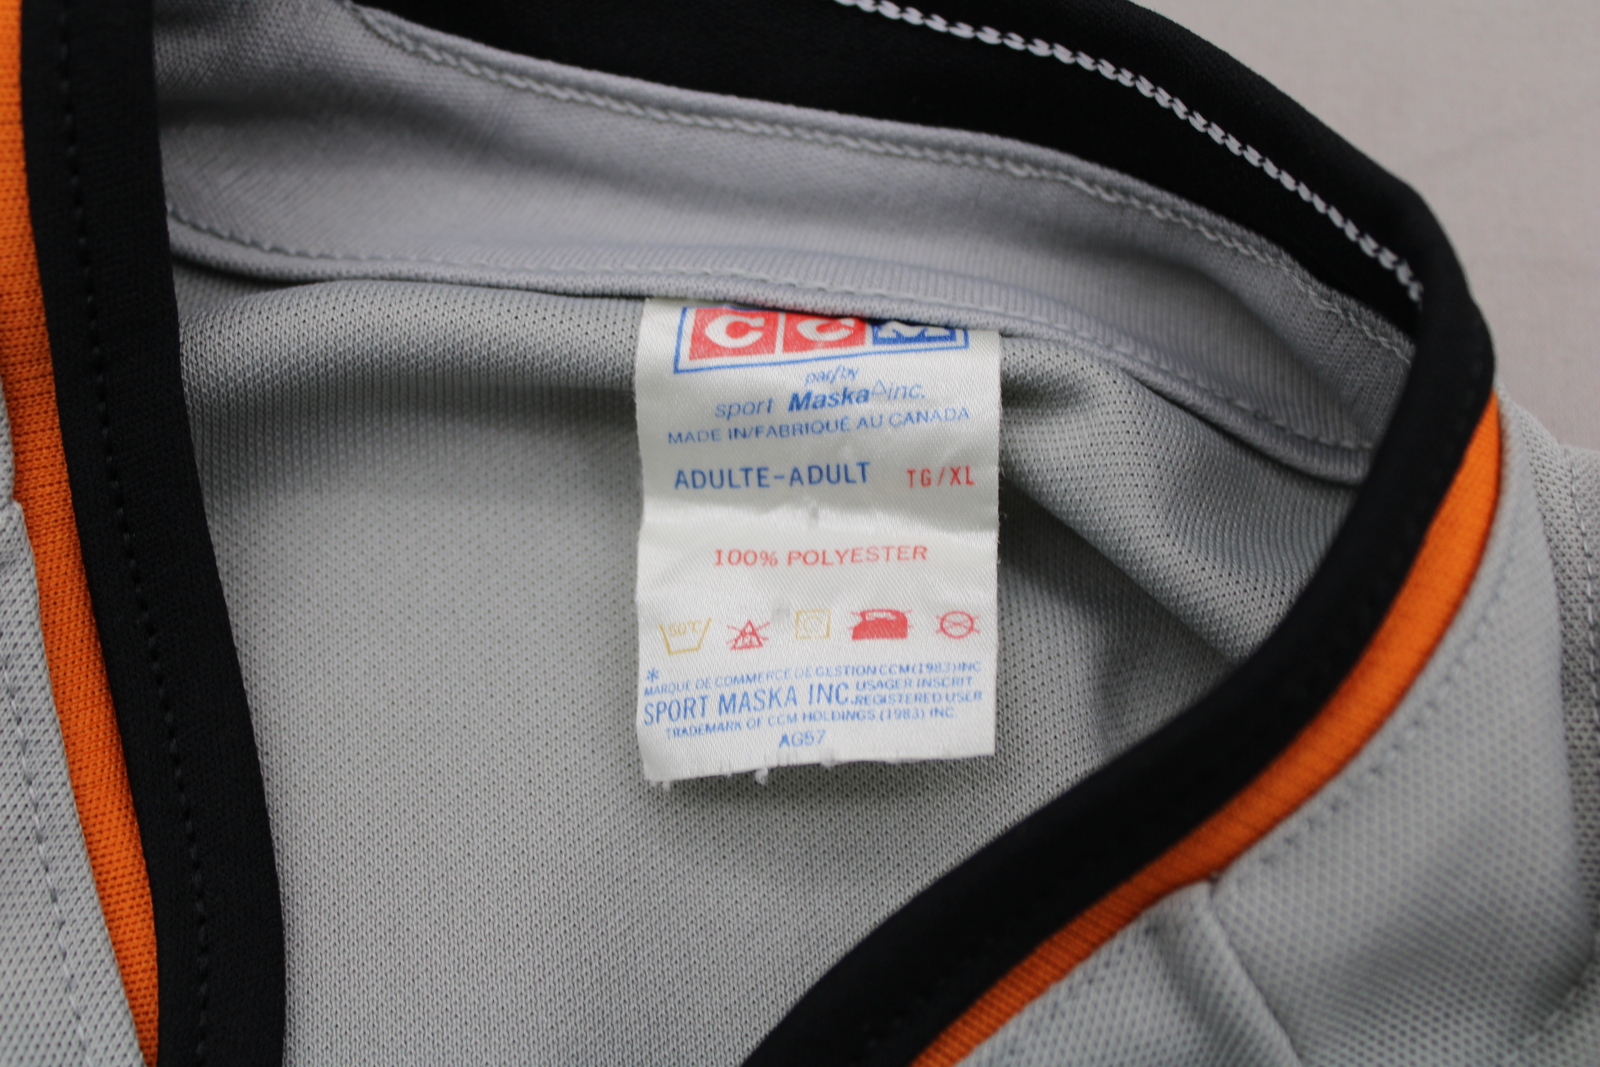 CCM
par/by
sport Maska inc.
MADE IN/FABRIQUÉ AU CANADA
ADULTE-ADULT TG/XL
100% POLYESTER
50°C
*
MARQUE DE COMMERCE DE GESTION CCM (1983) INC
SPORT MASKA INC. USAGER INSCRIT
REGISTERED USER
TRADEMARK OF CCM HOLDINGS (1983) INC.
AG57